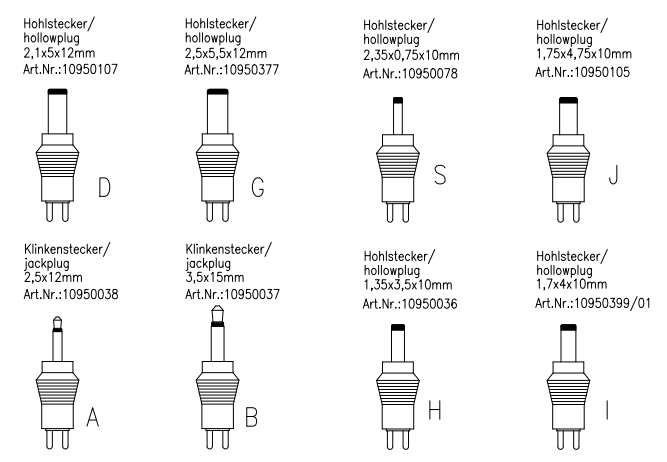 Hohlstecker/
hollowplug
2,1x5x12mm
Art.Nr.:10950107
D
Hohlstecker/
hollowplug
2,5x5,5x12mm
Art.Nr.:10950377
G
Hohlstecker/
hollowplug
2,35x0,75x10mm
Art.Nr.:10950078
S
Hohlstecker/
hollowplug
1,75x4,75x10mm
Art.Nr.:10950105
J
Klinkenstecker/
jackplug
2,5x12mm
Art.Nr.:10950038
A
Klinkenstecker/
jackplug
3,5x15mm
Art.Nr.:10950037
B
Hohlstecker/
hollowplug
1,35x3,5x10mm
Art.Nr.:10950036
H
Hohlstecker/
hollowplug
1,7x4x10mm
Art.Nr.:10950399/01
I